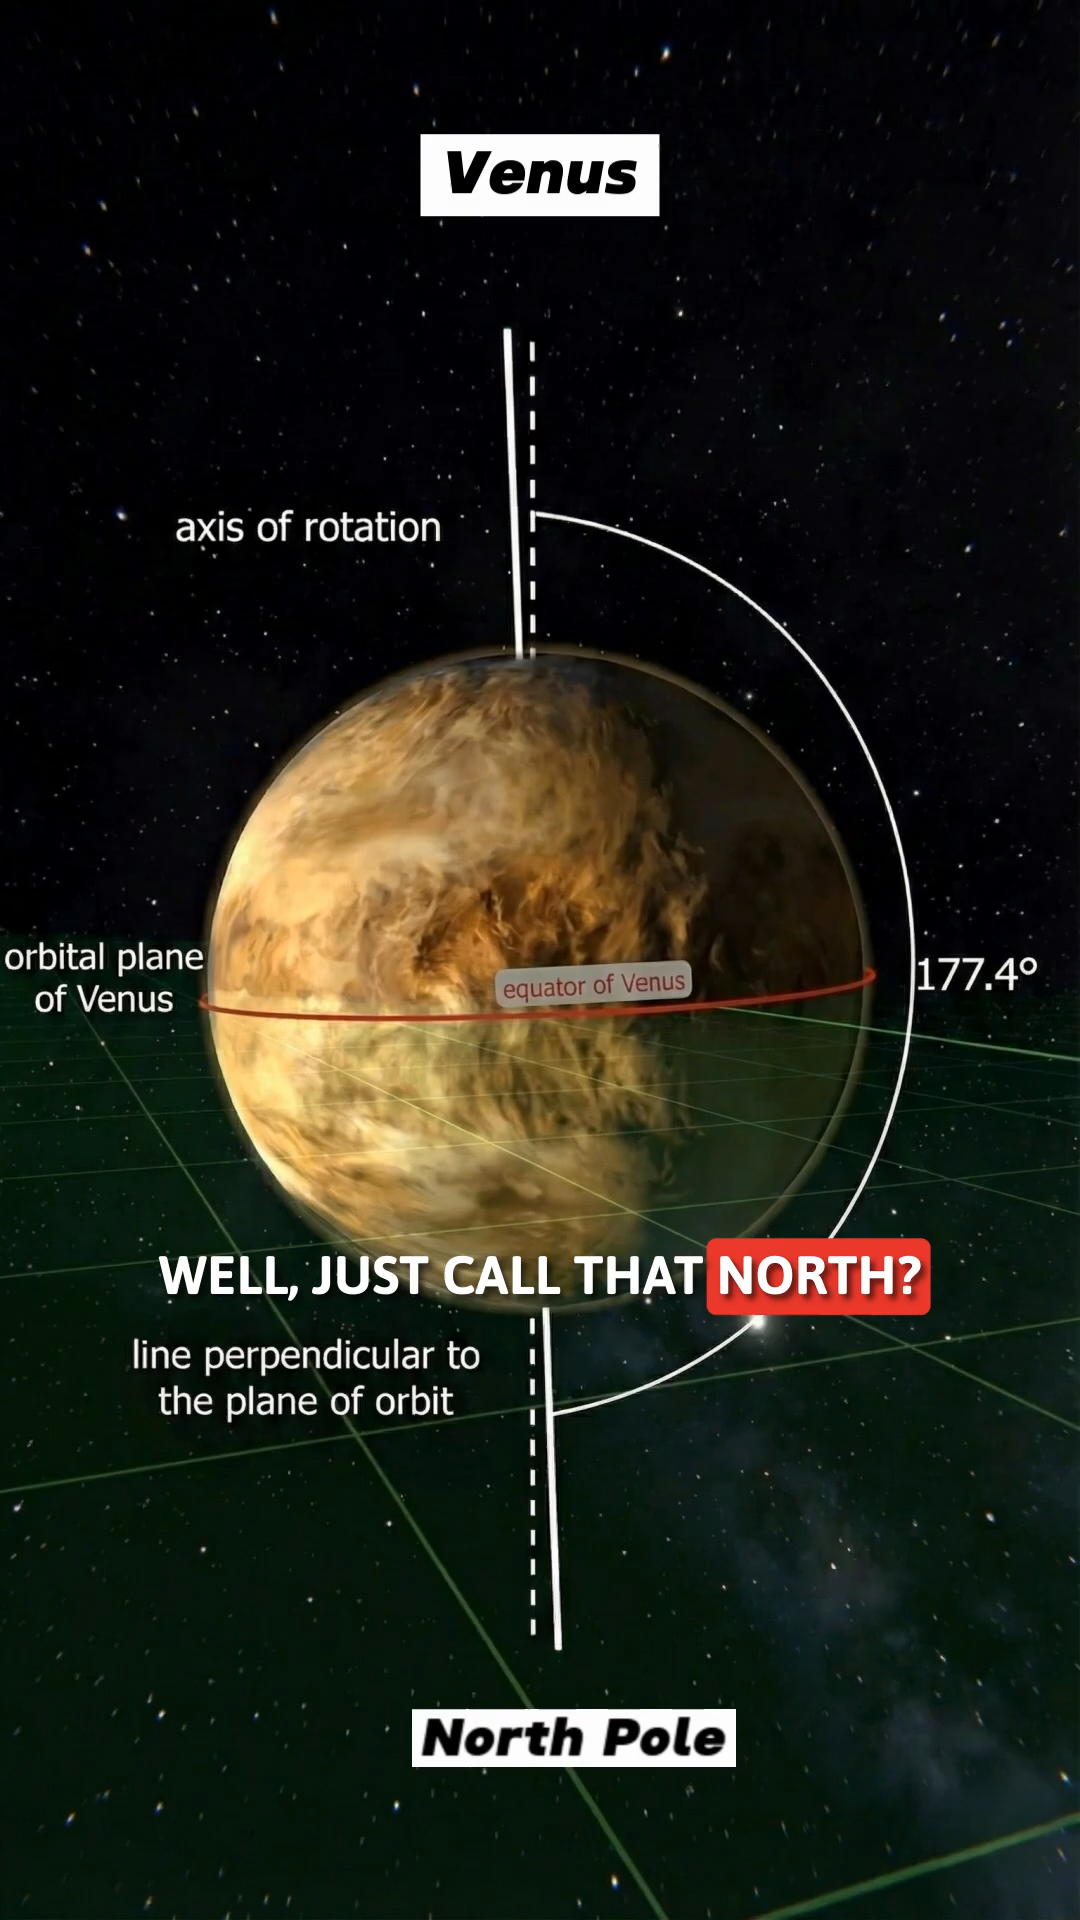 Venus
axis of rotation
orbital plane
of Venus
equator of Venus
177.4°
WELL, JUST CALL THAT NORTH?
line perpendicular to
the plane of orbit
North Pole